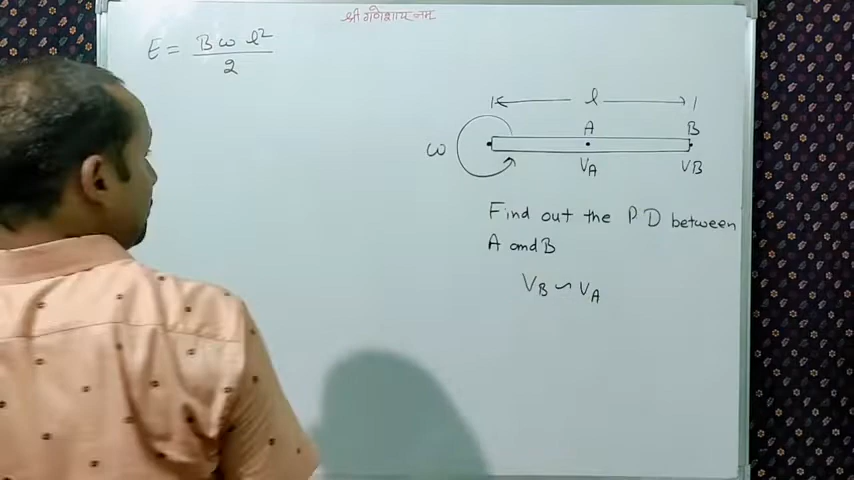 श्री गणेशाय नमः
E = Bωl²/2
l
A B
ω
VA VB
Find out the PD between
A and B
VB ∽ VA